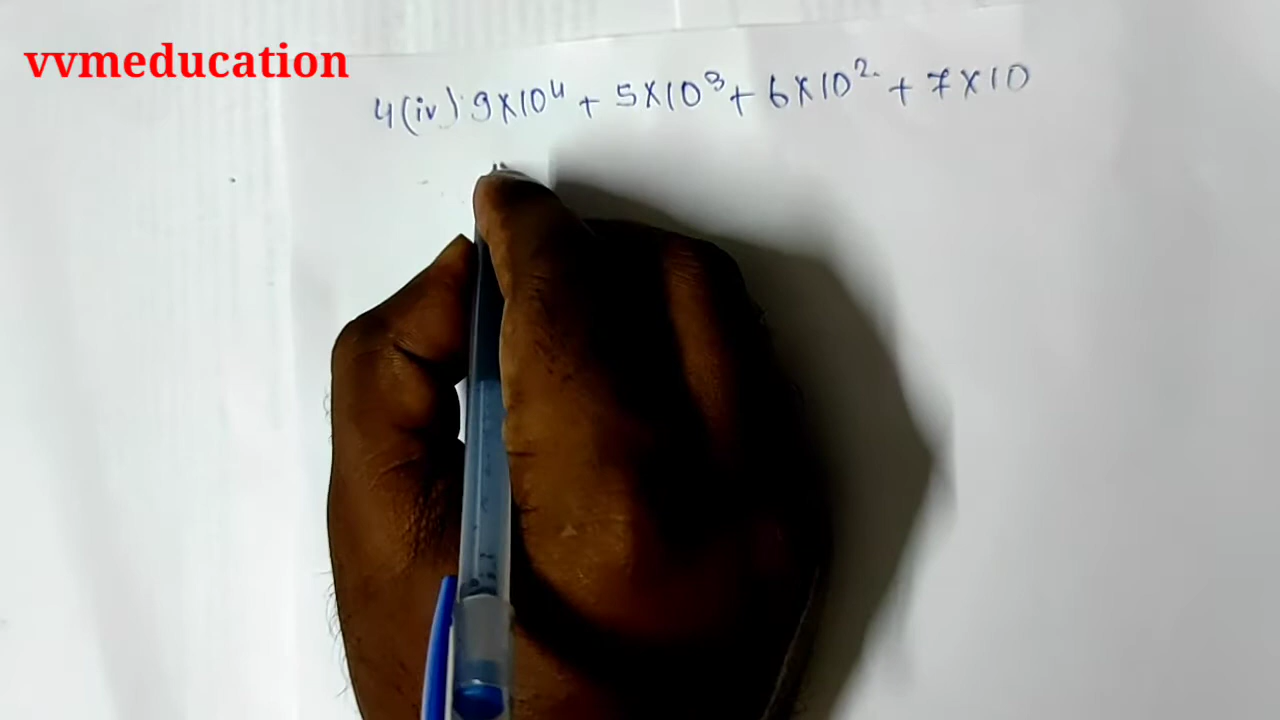 vvmeducation
4(iv) 9×10⁴ + 5×10³ + 6×10² + 7×10